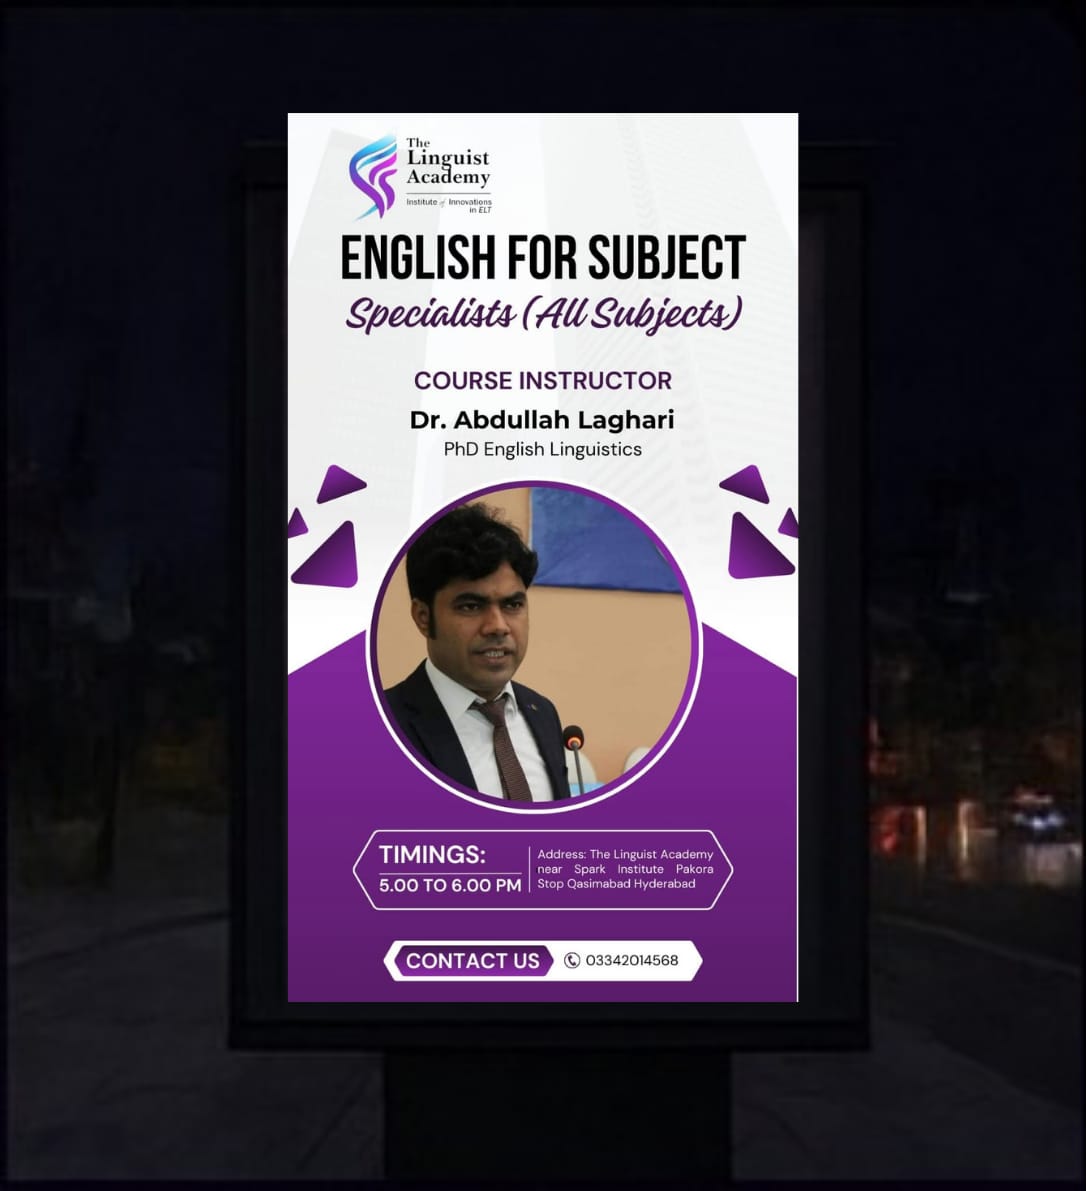 The
Linguist
Academy
Institute of Innovations
in ELT
ENGLISH FOR SUBJECT
Specialists (All Subjects)
COURSE INSTRUCTOR
Dr. Abdullah Laghari
PhD English Linguistics
TIMINGS:
5.00 TO 6.00 PM
Address: The Linguist Academy
near Spark Institute Pakora
Stop Qasimabad Hyderabad
CONTACT US
03342014568